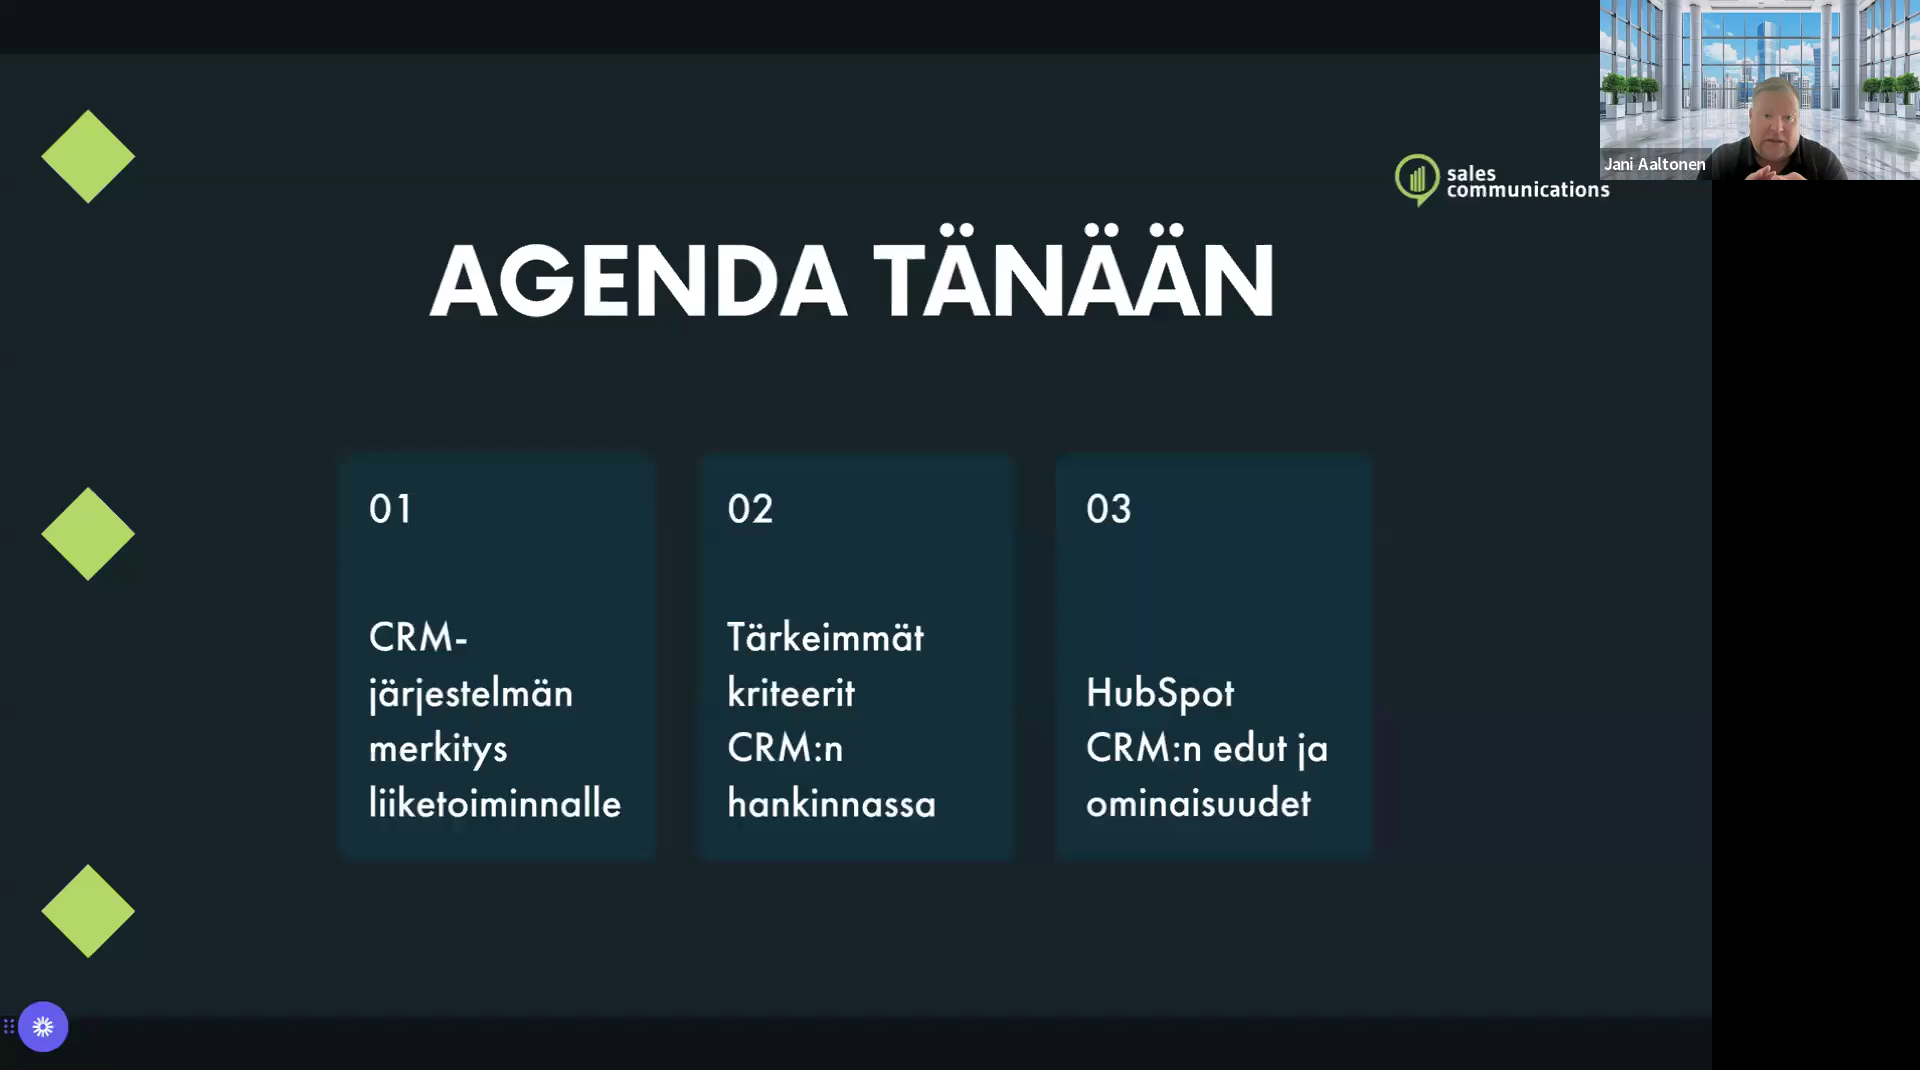 Jani Aaltonen
sales
communications
AGENDA TÄNÄÄN
01
CRM-
järjestelmän
merkitys
liiketoiminnalle
02
Tärkeimmät
kriteerit
CRM:n
hankinnassa
03
HubSpot
CRM:n edut ja
ominaisuudet